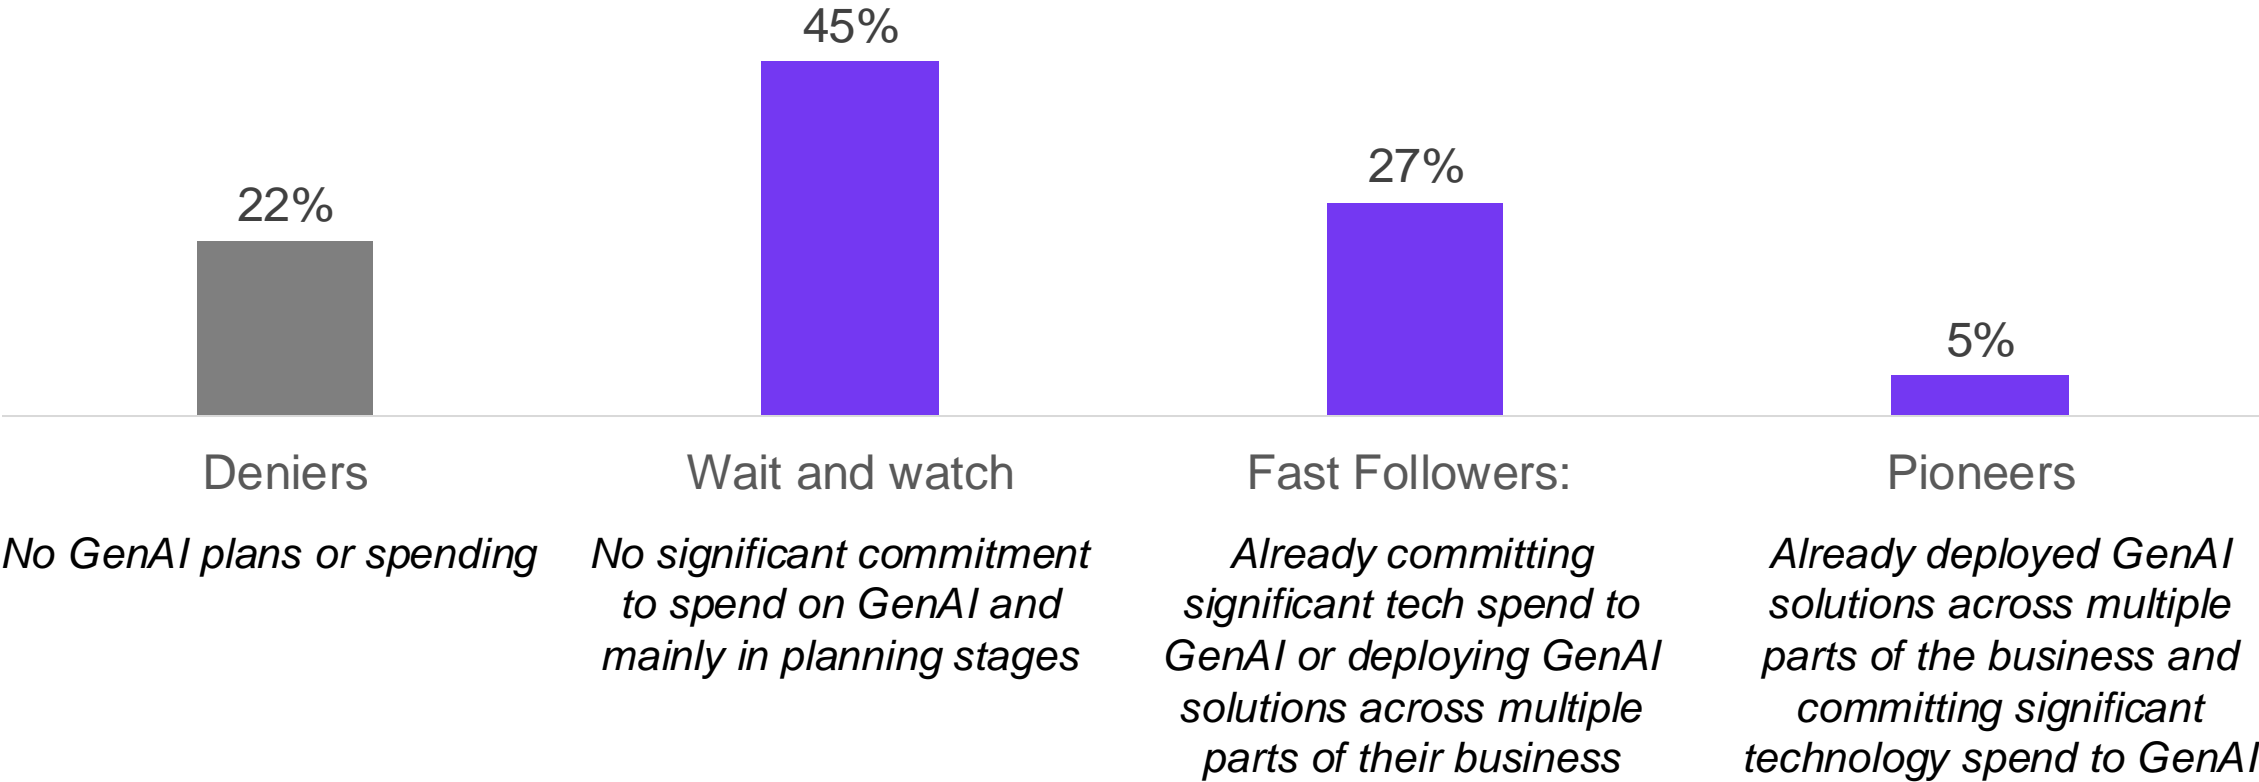 45%
27%
22%
5%
Deniers
Wait and watch
Fast Followers:
Pioneers
No GenAI plans or spending
No significant commitment
to spend on GenAI and
mainly in planning stages
Already committing
significant tech spend to
GenAI or deploying GenAI
solutions across multiple
parts of their business
Already deployed GenAI
solutions across multiple
parts of the business and
committing significant
technology spend to GenAI